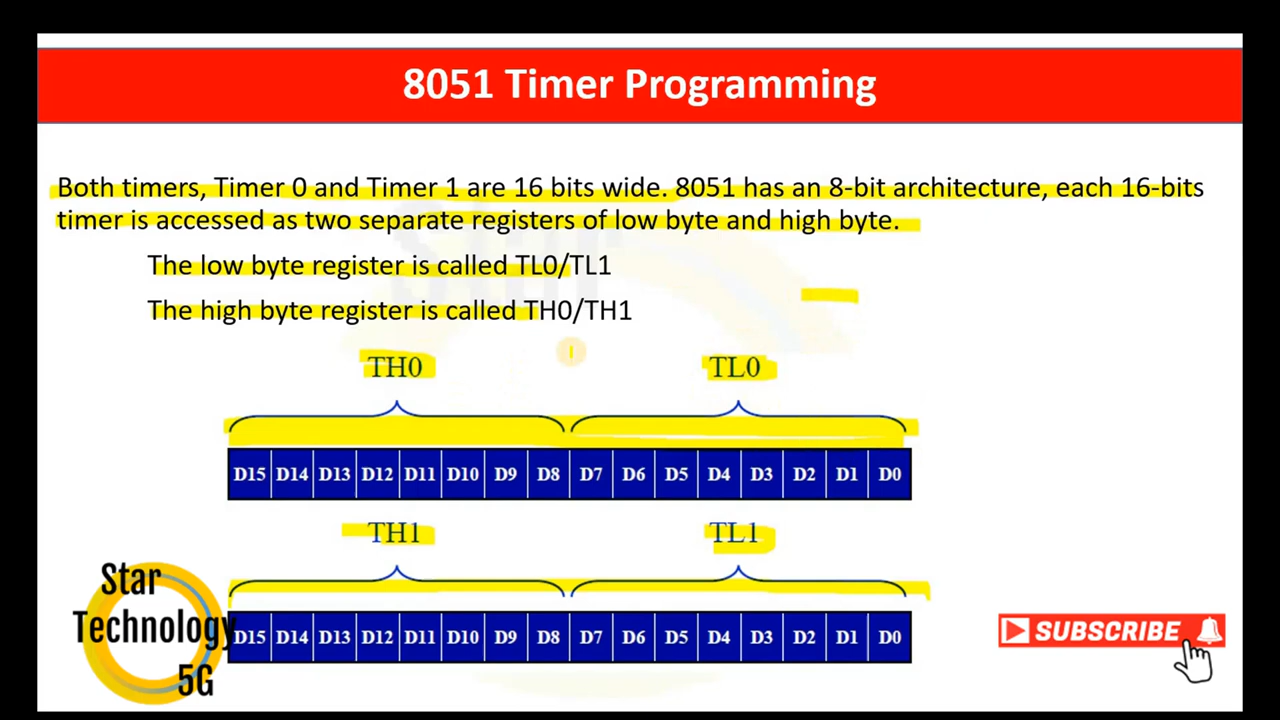 8051 Timer Programming
Both timers, Timer 0 and Timer 1 are 16 bits wide. 8051 has an 8-bit architecture, each 16-bits
timer is accessed as two separate registers of low byte and high byte.
The low byte register is called TL0/TL1
The high byte register is called TH0/TH1
TH0 TL0
D15 D14 D13 D12 D11 D10 D9 D8 D7 D6 D5 D4 D3 D2 D1 D0
TH1 TL1
D15 D14 D13 D12 D11 D10 D9 D8 D7 D6 D5 D4 D3 D2 D1 D0
Star
Technology
5G
SUBSCRIBE
Star